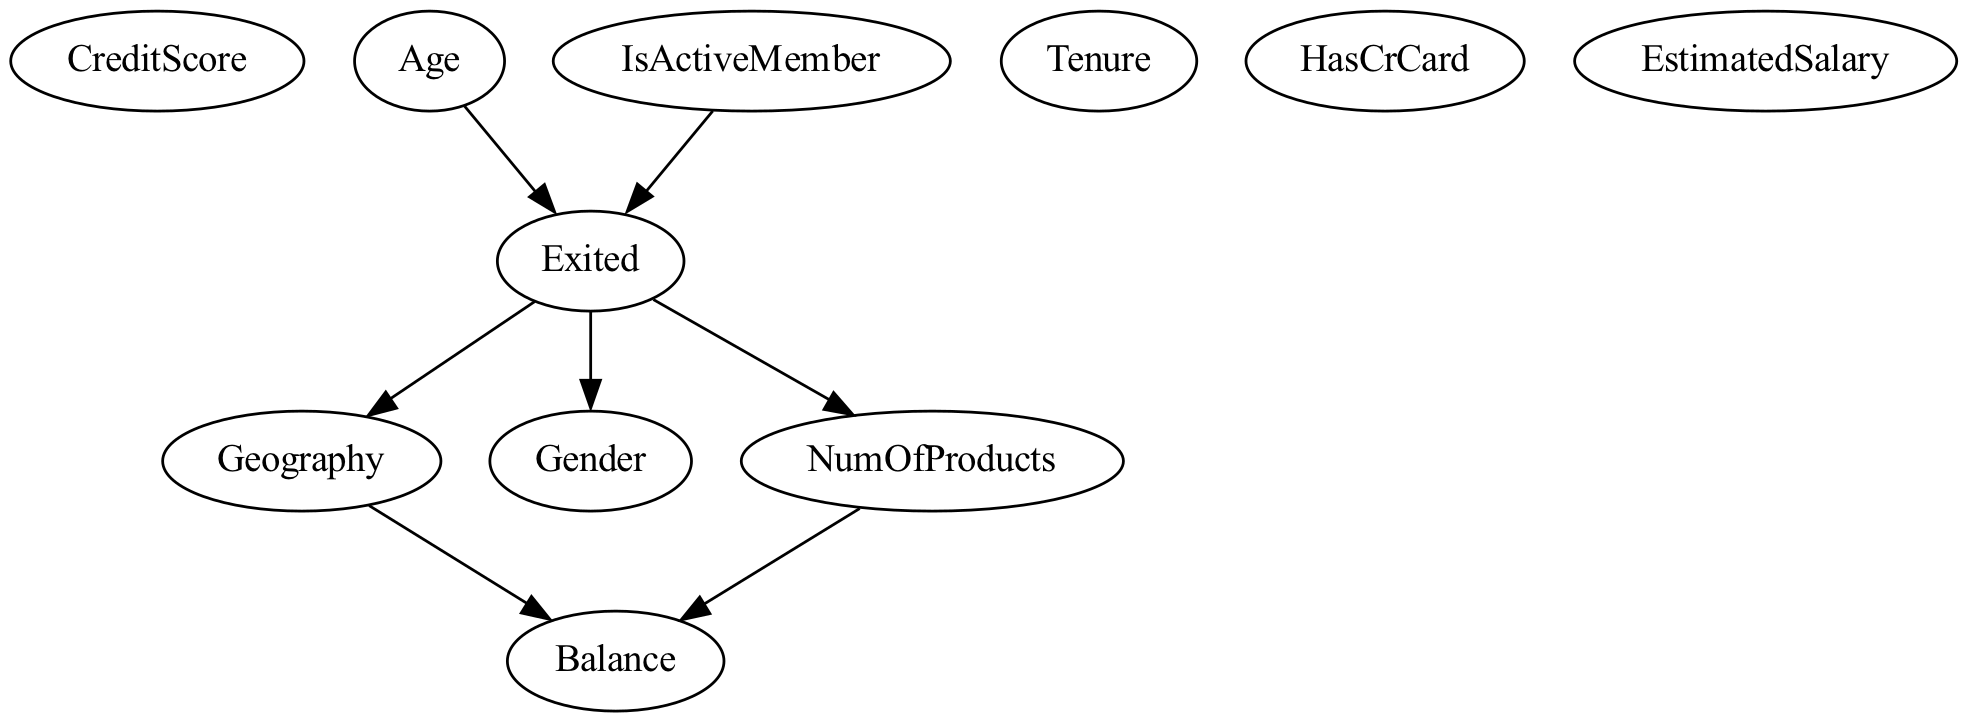 CreditScore
Age
IsActiveMember
Tenure
HasCrCard
EstimatedSalary
Exited
Geography
Gender
NumOfProducts
Balance